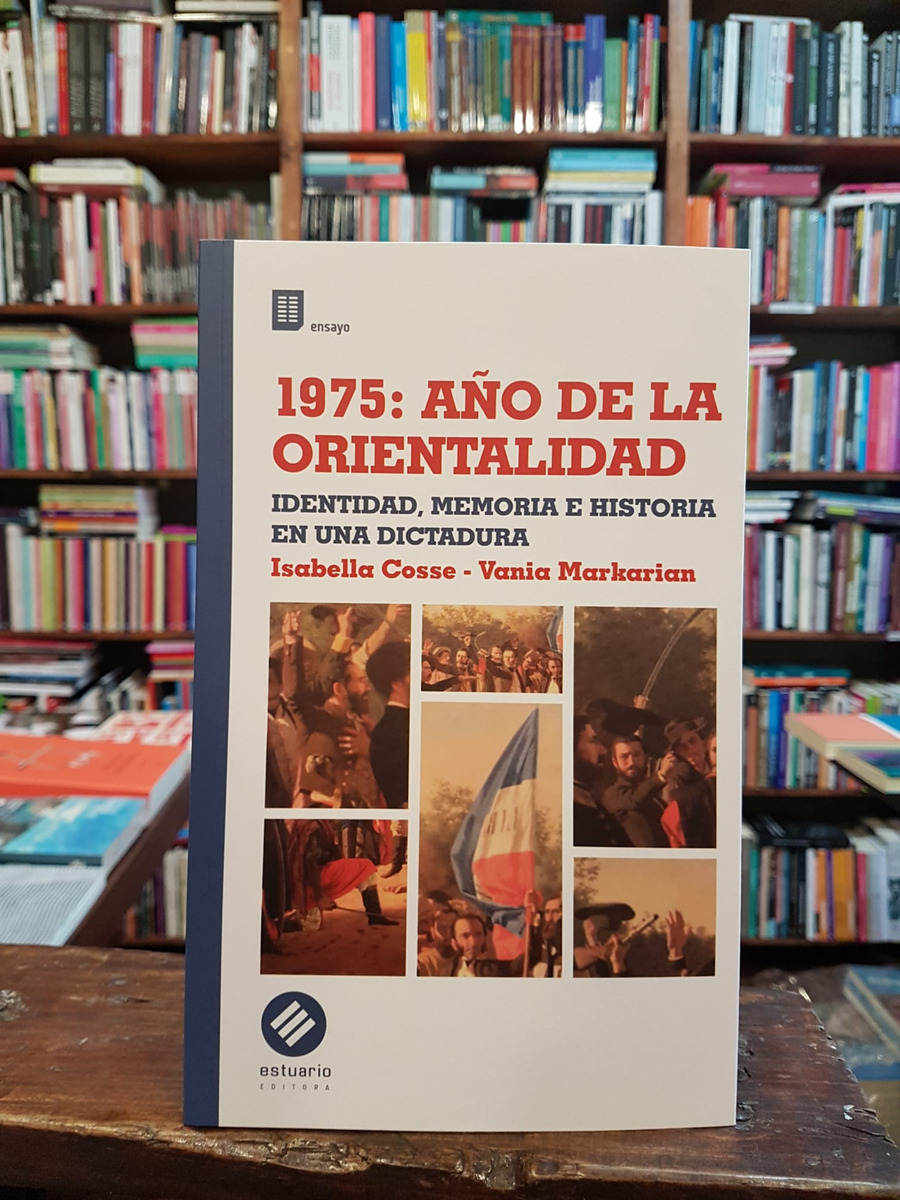 ensayo
1975: AÑO DE LA
ORIENTALIDAD
IDENTIDAD, MEMORIA E HISTORIA
EN UNA DICTADURA
Isabella Cosse - Vania Markarian
estuario
EDITORA